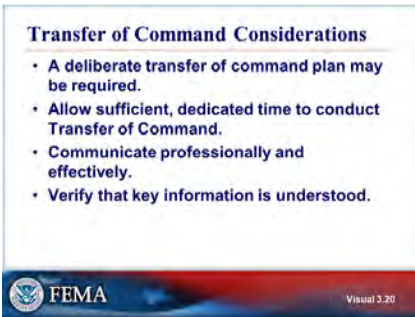 Transfer of Command Considerations
• A deliberate transfer of command plan may
be required.
• Allow sufficient, dedicated time to conduct
Transfer of Command.
• Communicate professionally and
effectively.
• Verify that key information is understood.
FEMA
Visual 3.20